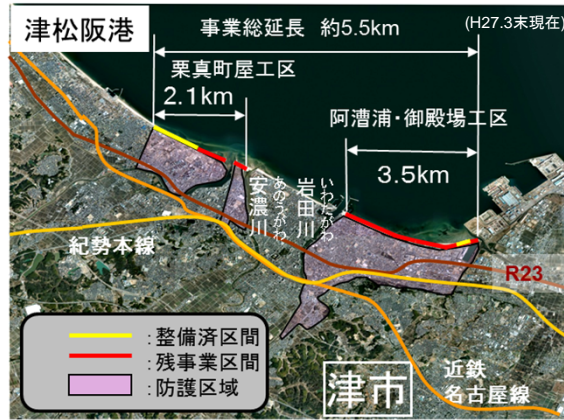 津松阪港
事業総延長 約5.5km
(H27.3末現在)
栗真町屋工区
2.1km
阿漕浦・御殿場工区
3.5km
安濃川
あのうがわ
岩田川
いわたがわ
紀勢本線
R23
:整備済区間
:残事業区間
:防護区域
津市
近鉄
名古屋線